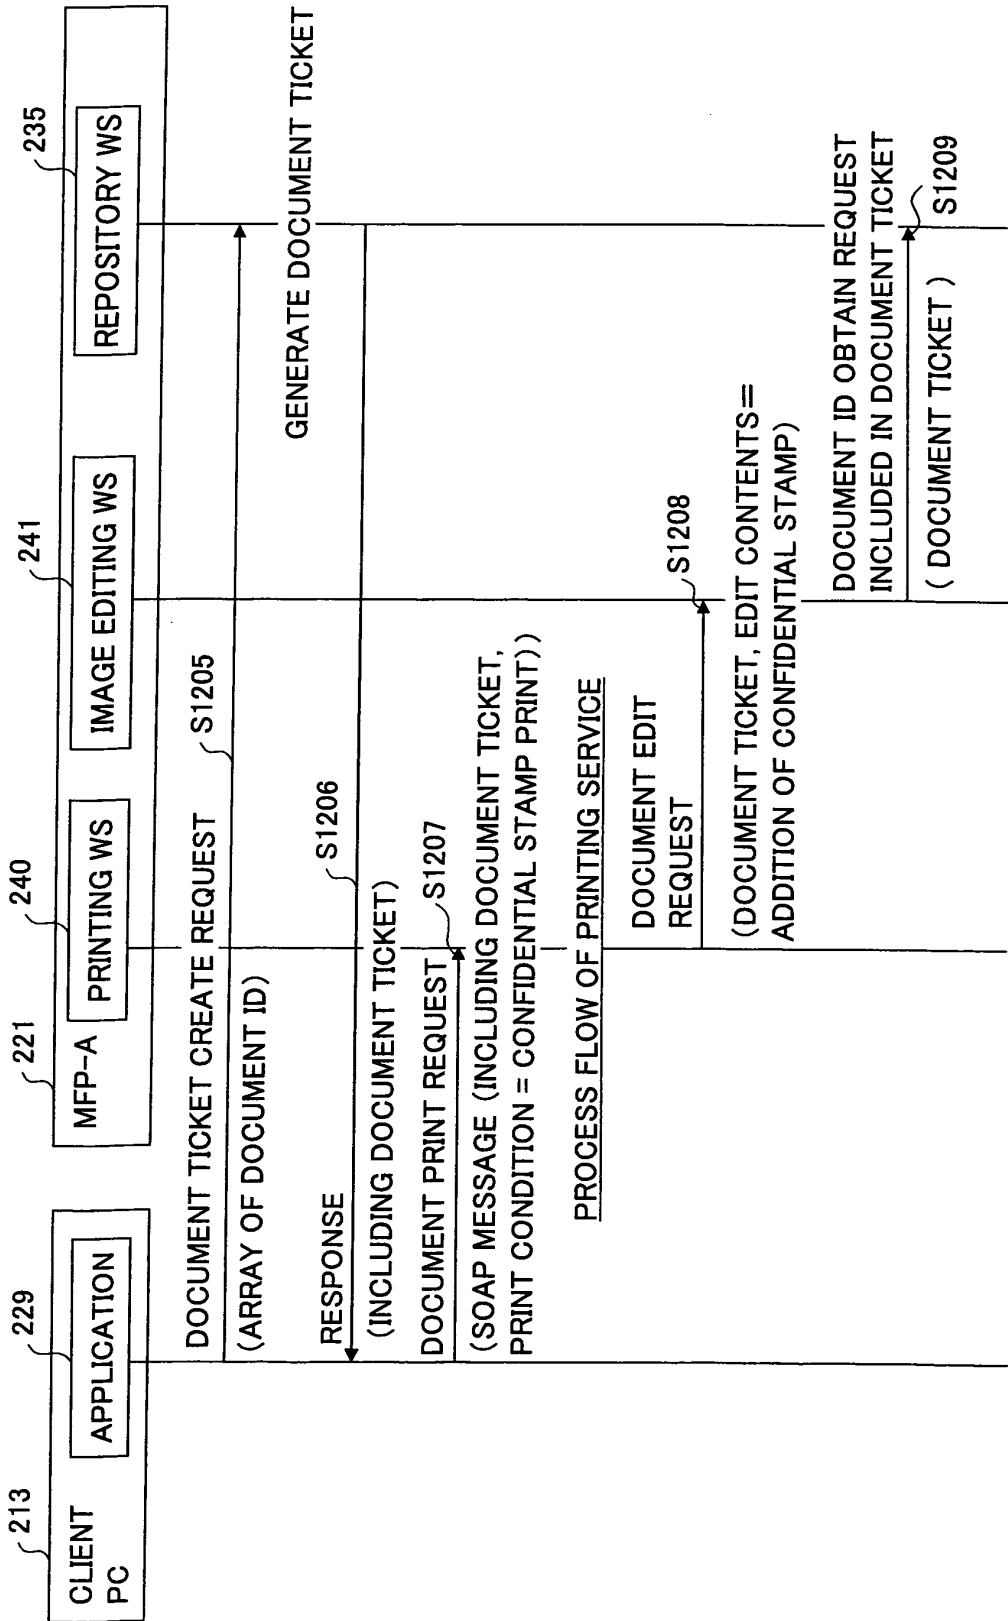 213
CLIENT
PC
229
APPLICATION
221
MFP-A
240
PRINTING WS
241
IMAGE EDITING WS
235
REPOSITORY WS
DOCUMENT TICKET CREATE REQUEST
S1205
(ARRAY OF DOCUMENT ID)
GENERATE DOCUMENT TICKET
RESPONSE
S1206
(INCLUDING DOCUMENT TICKET)
DOCUMENT PRINT REQUEST
S1207
(SOAP MESSAGE (INCLUDING DOCUMENT TICKET,
PRINT CONDITION = CONFIDENTIAL STAMP PRINT))
PROCESS FLOW OF PRINTING SERVICE
DOCUMENT EDIT
REQUEST
S1208
(DOCUMENT TICKET, EDIT CONTENTS=
ADDITION OF CONFIDENTIAL STAMP)
DOCUMENT ID OBTAIN REQUEST
INCLUDED IN DOCUMENT TICKET
S1209
( DOCUMENT TICKET )